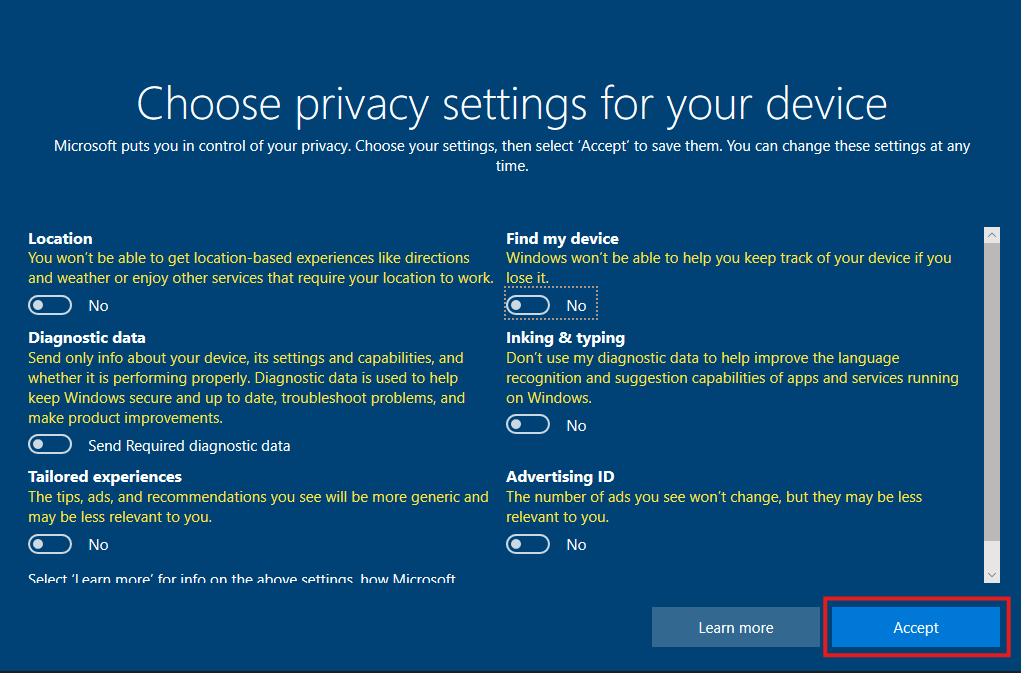 Choose privacy settings for your device
Microsoft puts you in control of your privacy. Choose your settings, then select ‘Accept’ to save them. You can change these settings at any
time.
Location
You won’t be able to get location-based experiences like directions
and weather or enjoy other services that require your location to work.
No
Find my device
Windows won’t be able to help you keep track of your device if you
lose it.
No
Diagnostic data
Send only info about your device, its settings and capabilities, and
whether it is performing properly. Diagnostic data is used to help
keep Windows secure and up to date, troubleshoot problems, and
make product improvements.
Send Required diagnostic data
Inking & typing
Don’t use my diagnostic data to help improve the language
recognition and suggestion capabilities of apps and services running
on Windows.
No
Tailored experiences
The tips, ads, and recommendations you see will be more generic and
may be less relevant to you.
No
Advertising ID
The number of ads you see won’t change, but they may be less
relevant to you.
No
Select ‘Learn more’ for info on the above settings, how Microsoft
Learn more
Accept